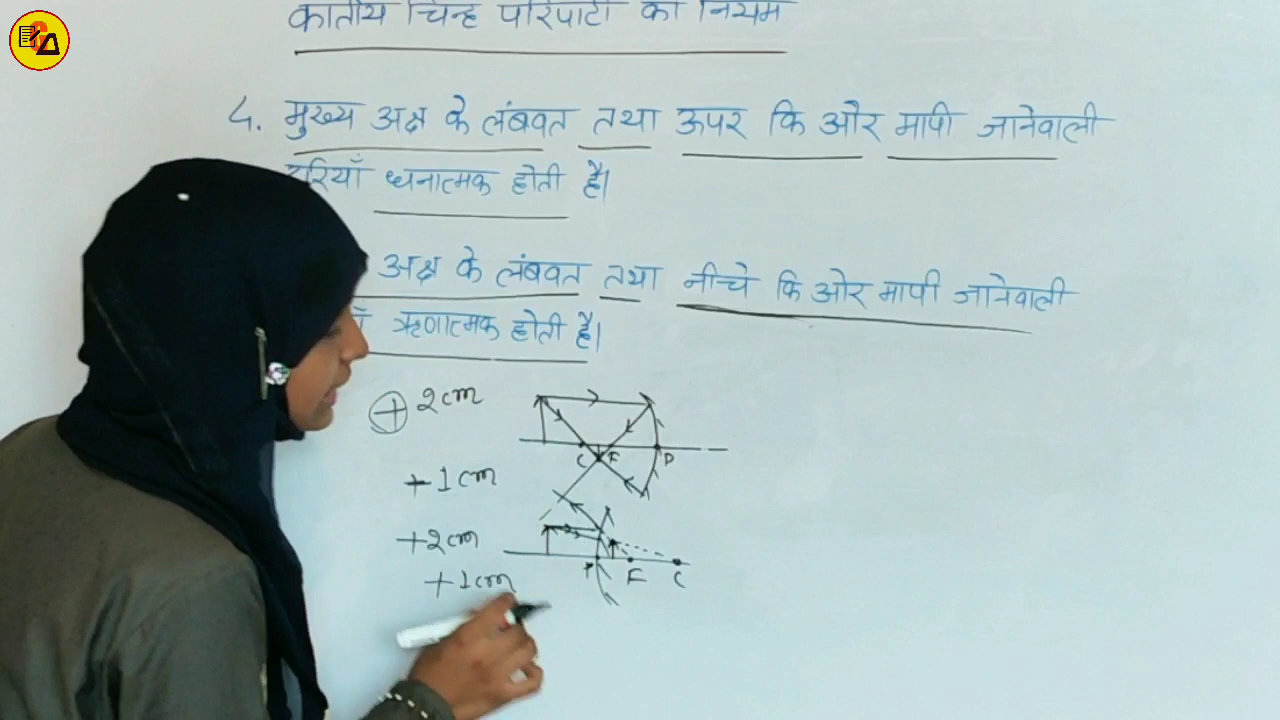 कार्तीय चिन्ह परिपाटी का नियम
4. मुख्य अक्ष के लंबवत तथा ऊपर कि ओर मापी जानेवाली
दूरियाँ धनात्मक होती है।
अक्ष के लंबवत तथा नीचे कि ओर मापी जानेवाली
ऋणात्मक होती है।
+ 2cm
C F P
+1cm
+2cm
P F C
+1cm